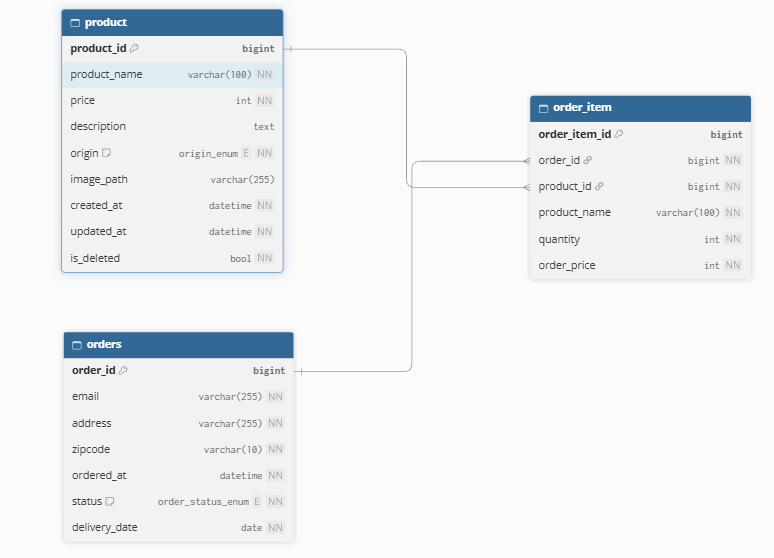 product
product_id bigint
product_name varchar(100) NN
price int NN
description text
origin origin_enum E NN
image_path varchar(255)
created_at datetime NN
updated_at datetime NN
is_deleted bool NN
order_item
order_item_id bigint
order_id bigint NN
product_id bigint NN
product_name varchar(100) NN
quantity int NN
order_price int NN
orders
order_id bigint
email varchar(255) NN
address varchar(255) NN
zipcode varchar(10) NN
ordered_at datetime NN
status order_status_enum E NN
delivery_date date NN